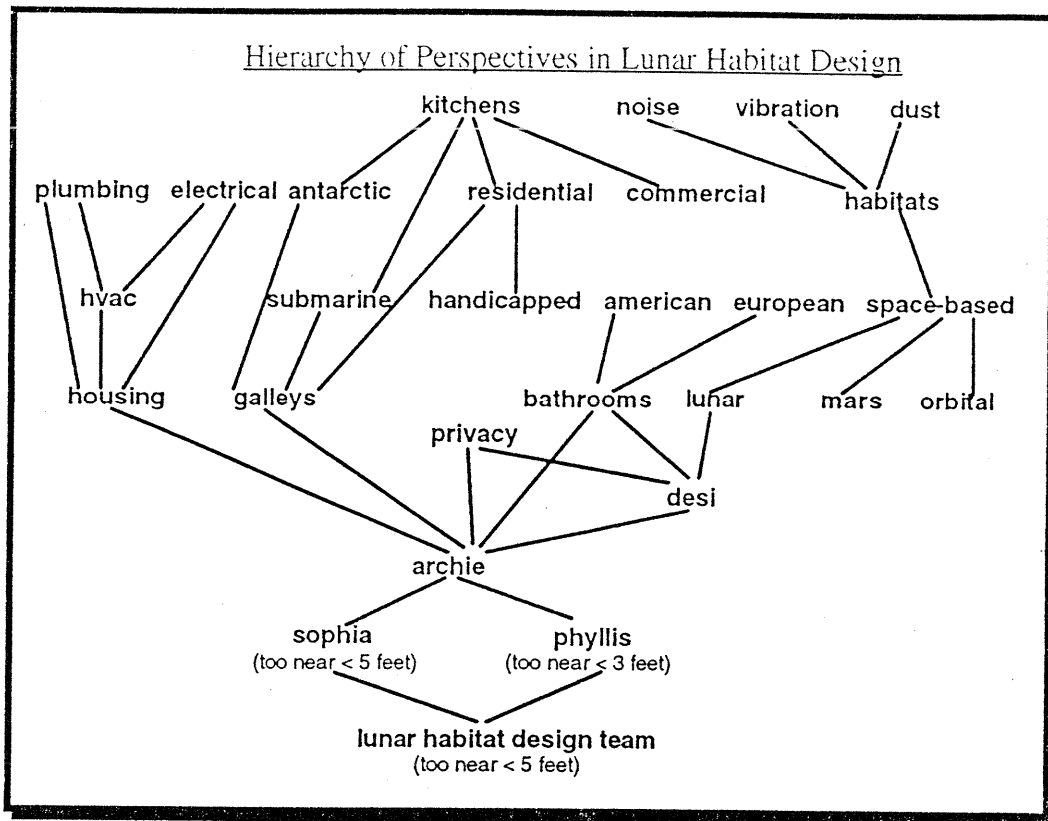 Hierarchy of Perspectives in Lunar Habitat Design
kitchens noise vibration dust
plumbing electrical antarctic residential commercial habitats
hvac submarine handicapped american european space-based
housing galleys bathrooms lunar mars orbital
privacy
desi
archie
sophia phyllis
(too near < 5 feet) (too near < 3 feet)
lunar habitat design team
(too near < 5 feet)